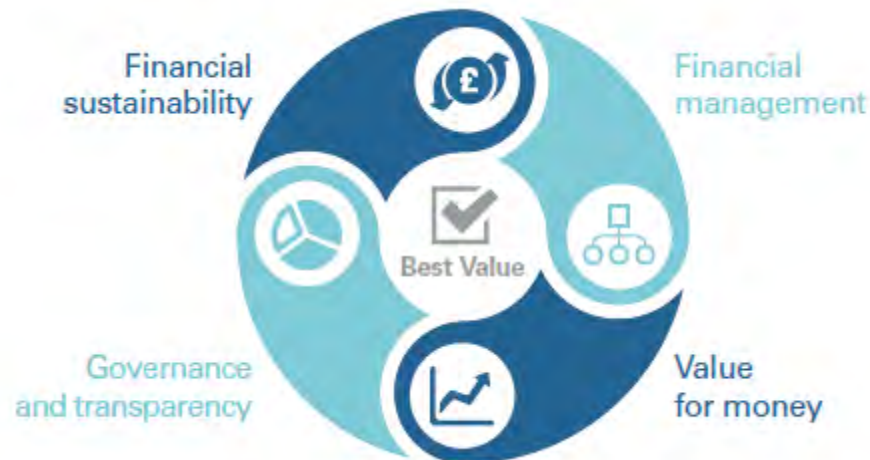 Financial
sustainability
Financial
management
£
Best Value
Governance
and transparency
Value
for money